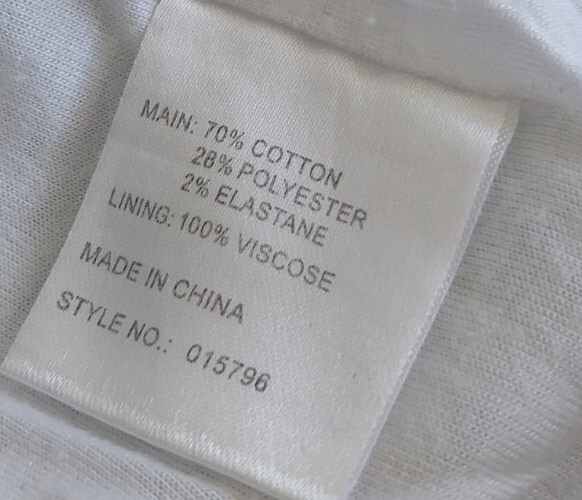 MAIN: 70% COTTON
28% POLYESTER
2% ELASTANE
LINING: 100% VISCOSE
MADE IN CHINA
STYLE NO.: 015796